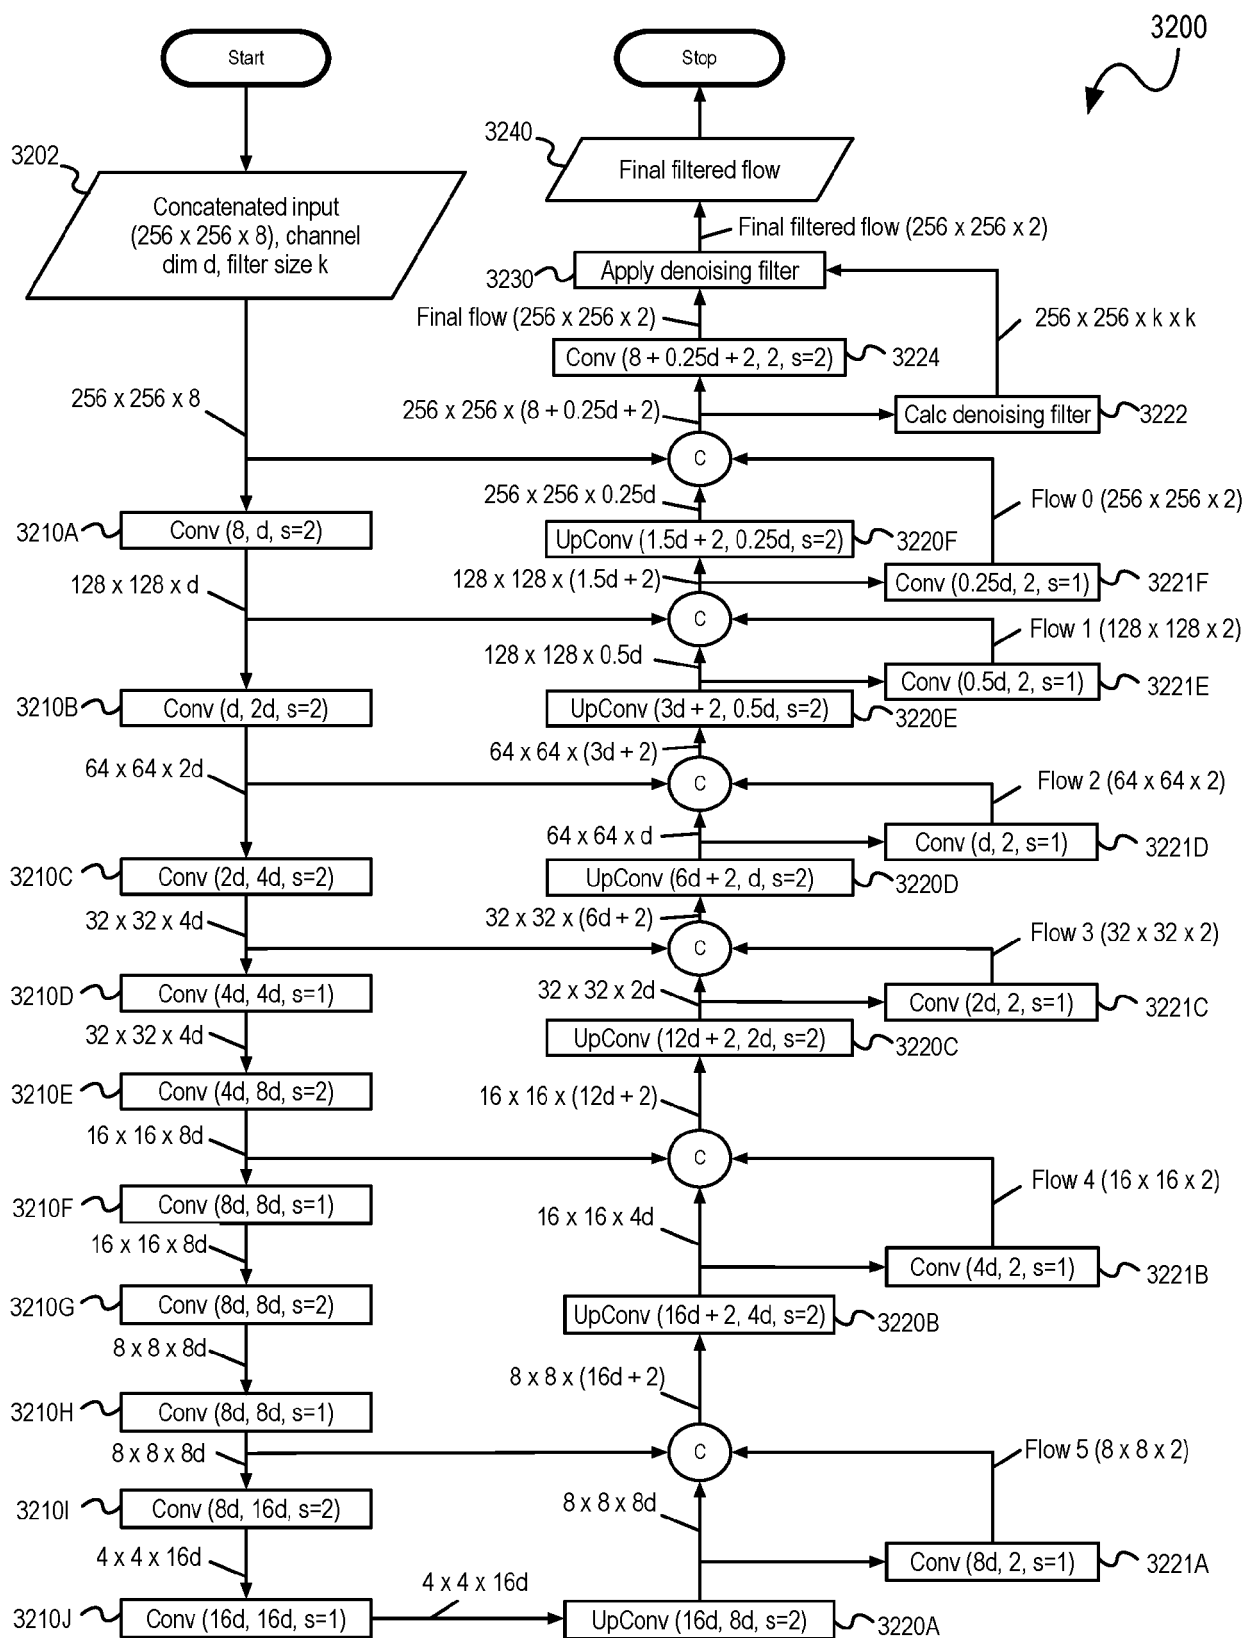 3200
Start
3202
Concatenated input
(256 x 256 x 8), channel
dim d, filter size k
256 x 256 x 8
3210A
Conv (8, d, s=2)
128 x 128 x d
3210B
Conv (d, 2d, s=2)
64 x 64 x 2d
3210C
Conv (2d, 4d, s=2)
32 x 32 x 4d
3210D
Conv (4d, 4d, s=1)
32 x 32 x 4d
3210E
Conv (4d, 8d, s=2)
16 x 16 x 8d
3210F
Conv (8d, 8d, s=1)
16 x 16 x 8d
3210G
Conv (8d, 8d, s=2)
8 x 8 x 8d
3210H
Conv (8d, 8d, s=1)
8 x 8 x 8d
3210I
Conv (8d, 16d, s=2)
4 x 4 x 16d
3210J
Conv (16d, 16d, s=1)
4 x 4 x 16d
Stop
3240
Final filtered flow
Final filtered flow (256 x 256 x 2)
3230
Apply denoising filter
Final flow (256 x 256 x 2)
256 x 256 x k x k
Conv (8 + 0.25d + 2, 2, s=2)
3224
256 x 256 x (8 + 0.25d + 2)
Calc denoising filter
3222
C
256 x 256 x 0.25d
Flow 0 (256 x 256 x 2)
UpConv (1.5d + 2, 0.25d, s=2)
3220F
128 x 128 x (1.5d + 2)
Conv (0.25d, 2, s=1)
3221F
C
128 x 128 x 0.5d
Flow 1 (128 x 128 x 2)
Conv (0.5d, 2, s=1)
3221E
UpConv (3d + 2, 0.5d, s=2)
3220E
64 x 64 x (3d + 2)
C
Flow 2 (64 x 64 x 2)
64 x 64 x d
Conv (d, 2, s=1)
3221D
UpConv (6d + 2, d, s=2)
3220D
32 x 32 x (6d + 2)
C
Flow 3 (32 x 32 x 2)
32 x 32 x 2d
Conv (2d, 2, s=1)
3221C
UpConv (12d + 2, 2d, s=2)
3220C
16 x 16 x (12d + 2)
C
Flow 4 (16 x 16 x 2)
16 x 16 x 4d
Conv (4d, 2, s=1)
3221B
UpConv (16d + 2, 4d, s=2)
3220B
8 x 8 x (16d + 2)
C
Flow 5 (8 x 8 x 2)
8 x 8 x 8d
Conv (8d, 2, s=1)
3221A
UpConv (16d, 8d, s=2)
3220A